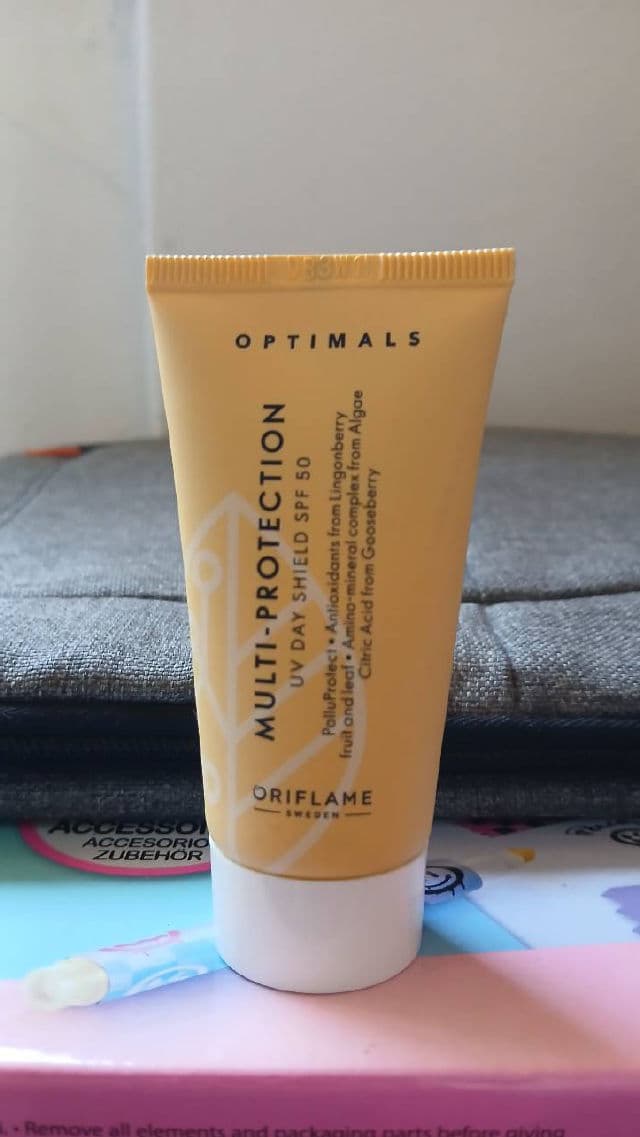 OPTIMALS
MULTI-PROTECTION
UV DAY SHIELD SPF 50
PolluProtect • Antioxidants from Lingonberry
fruit and leaf • Amino-mineral complex from Algae
Citric Acid from Gooseberry
ORIFLAME
SWEDEN
ACCESORIO
ZUBEHÖR
• Remove all elements and packaging parts before giving